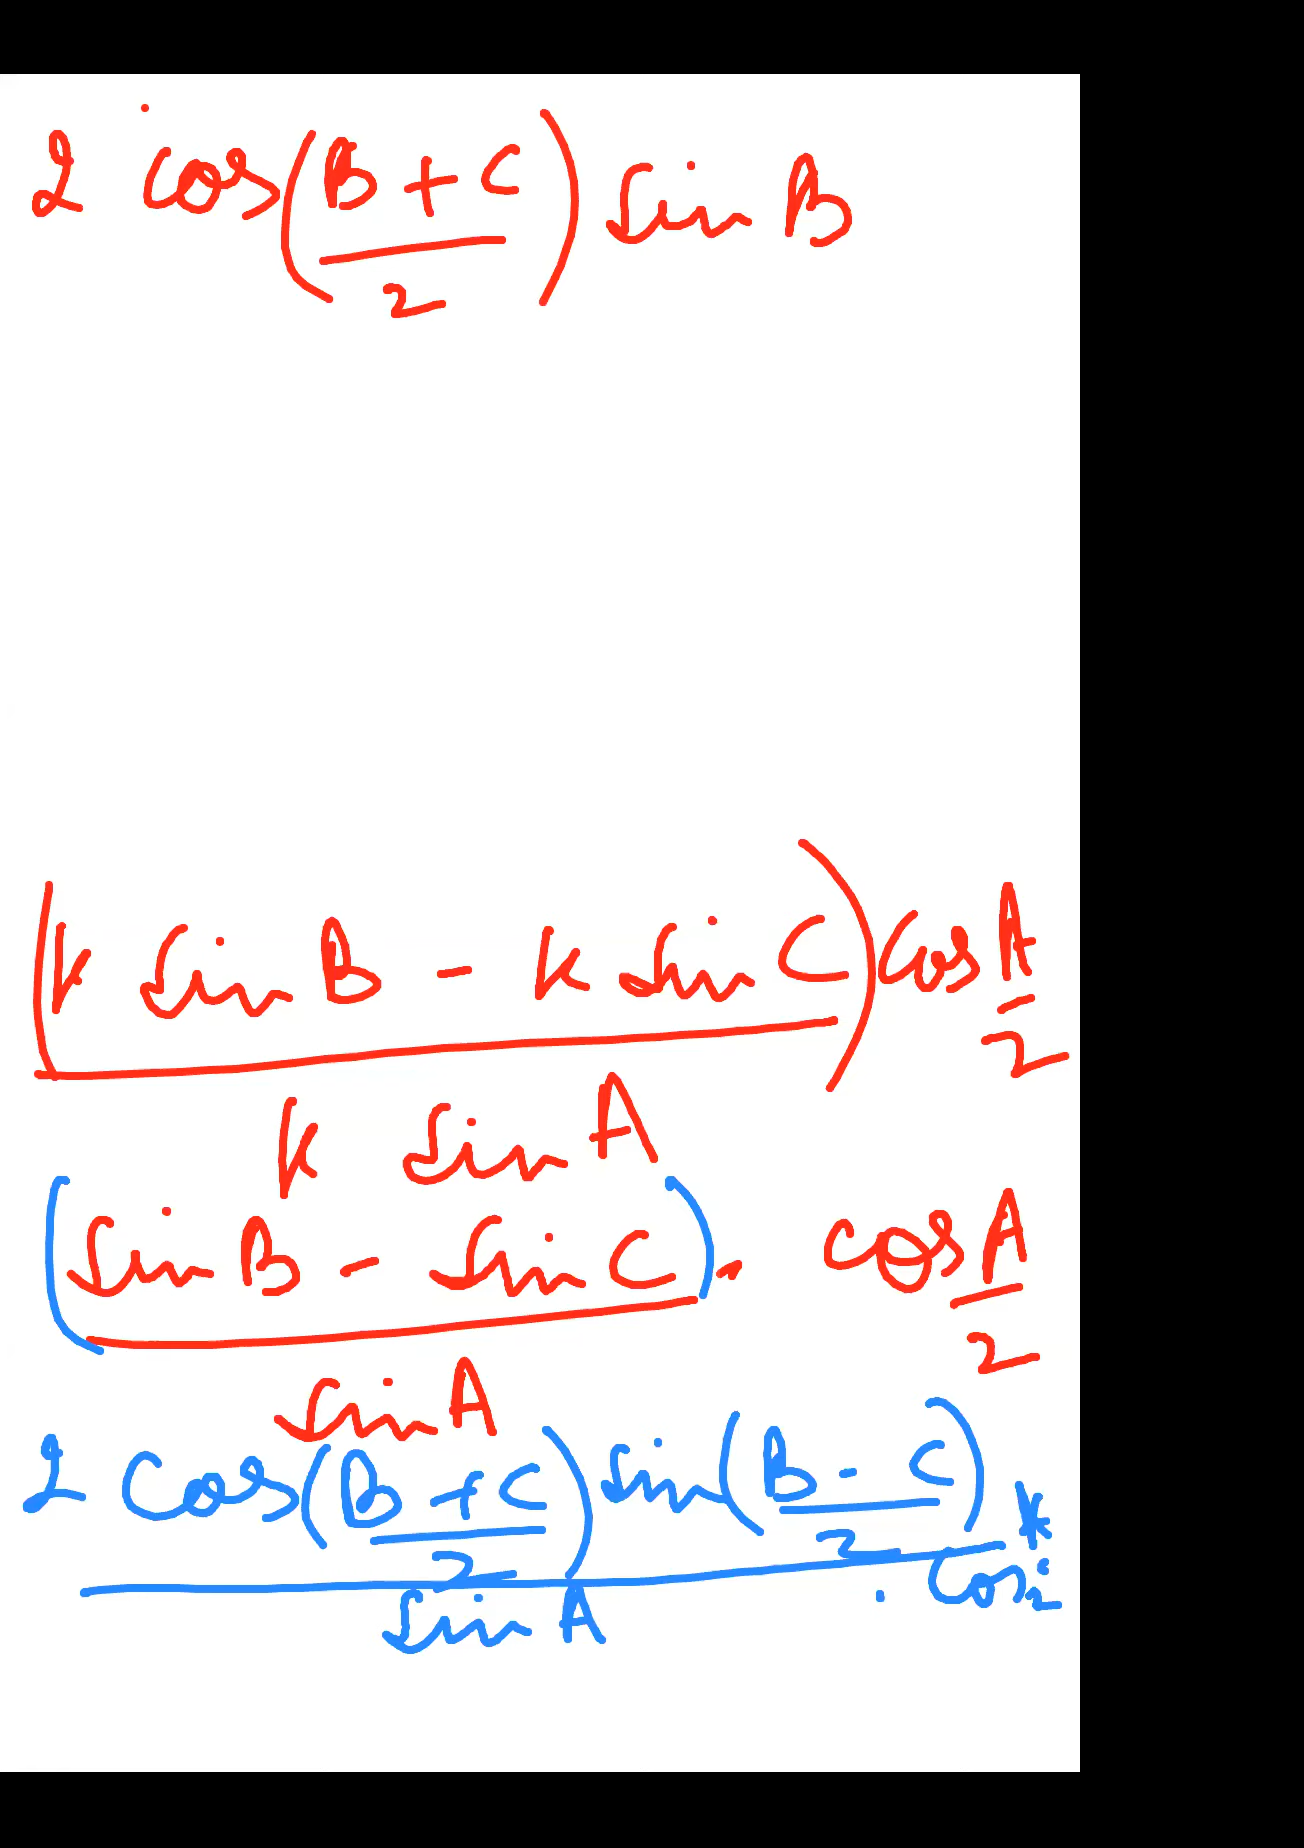 2 cos(B + C / 2) sin B
(k sin B - k sin C / k sin A) cos A/2
(sin B - sin C / sin A) . cos A/2
2 cos(B + C / 2) sin(B - C / 2) * / sin A . cos